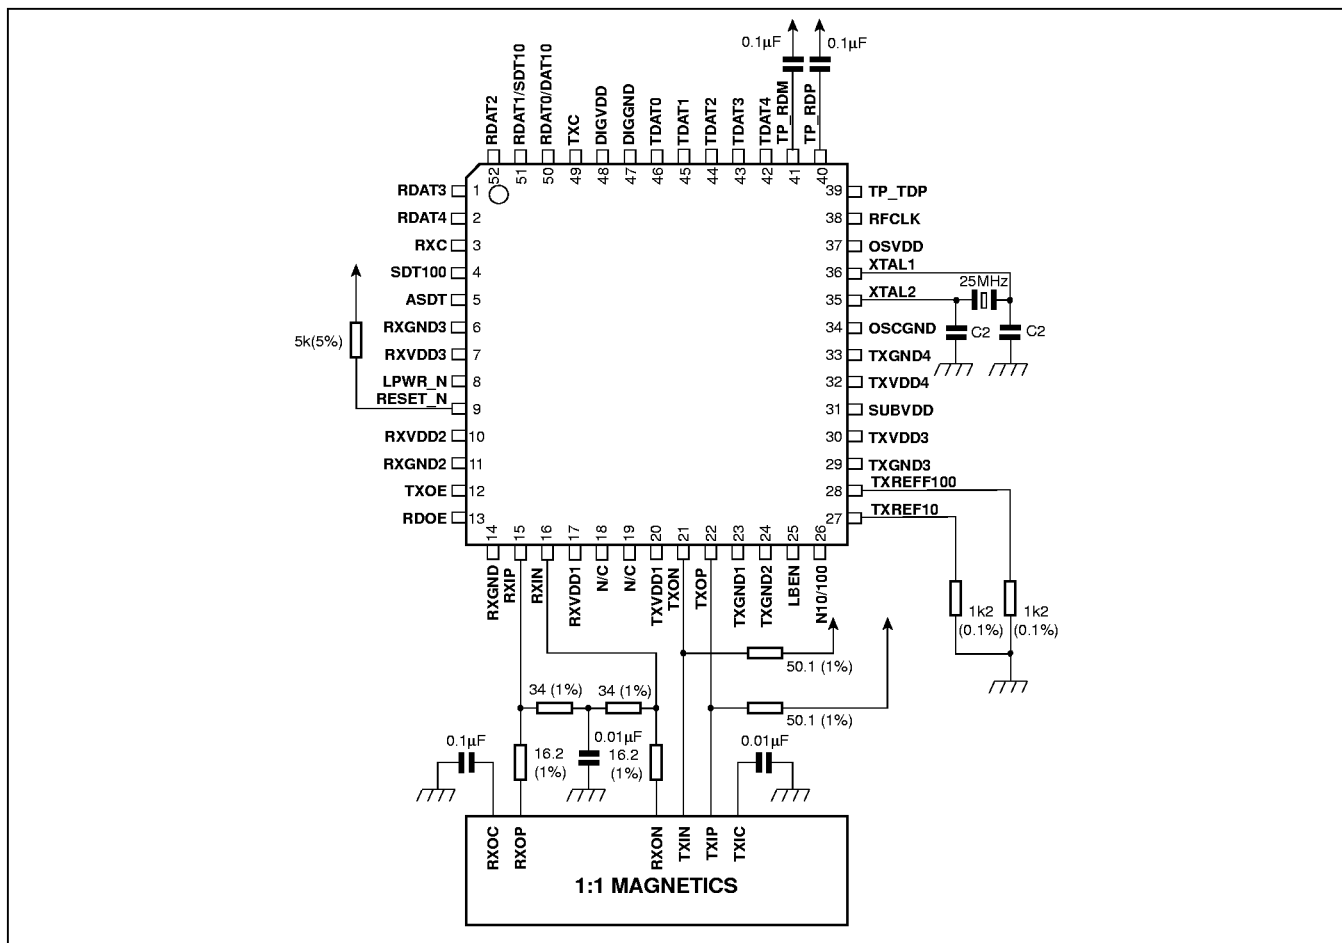 0.1µF
0.1µF
RDAT2
RDAT1/SDT10
RDAT0/DAT10
TXC
DIGVDD
DIGGND
TDAT0
TDAT1
TDAT2
TDAT3
TDAT4
TP_RDM
TP_RDP
52
51
50
49
48
47
46
45
44
43
42
41
40
RDAT3 1
RDAT4 2
RXC 3
SDT100 4
ASDT 5
RXGND3 6
RXVDD3 7
LPWR_N 8
RESET_N 9
RXVDD2 10
RXGND2 11
TXOE 12
RDOE 13
5k(5%)
39 TP_TDP
38 RFCLK
37 OSVDD
36 XTAL1
35 XTAL2
34 OSCGND
33 TXGND4
32 TXVDD4
31 SUBVDD
30 TXVDD3
29 TXGND3
28 TXREFF100
27 TXREF10
25MHz
C2
C2
14
15
16
17
18
19
20
21
22
23
24
25
26
RXGND
RXIP
RXIN
RXVDD1
N/C
N/C
TXVDD1
TXON
TXOP
TXGND1
TXGND2
LBEN
N10/100
1k2
(0.1%)
1k2
(0.1%)
50.1 (1%)
50.1 (1%)
34 (1%)
34 (1%)
0.1µF
16.2
(1%)
0.01µF
16.2
(1%)
0.01µF
RXOC
RXOP
RXON
TXIN
TXIP
TXIC
1:1 MAGNETICS